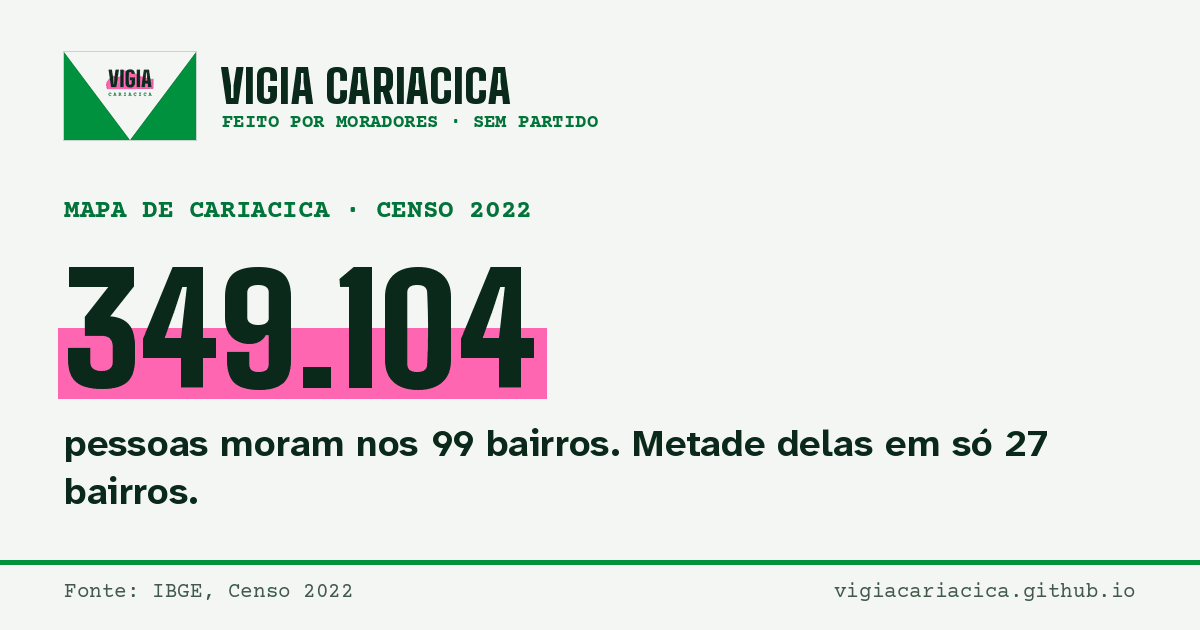 VIGIA
CARIACICA
VIGIA CARIACICA
FEITO POR MORADORES · SEM PARTIDO
MAPA DE CARIACICA · CENSO 2022
349.104
pessoas moram nos 99 bairros. Metade delas em só 27
bairros.
Fonte: IBGE, Censo 2022
vigiacariacica.github.io